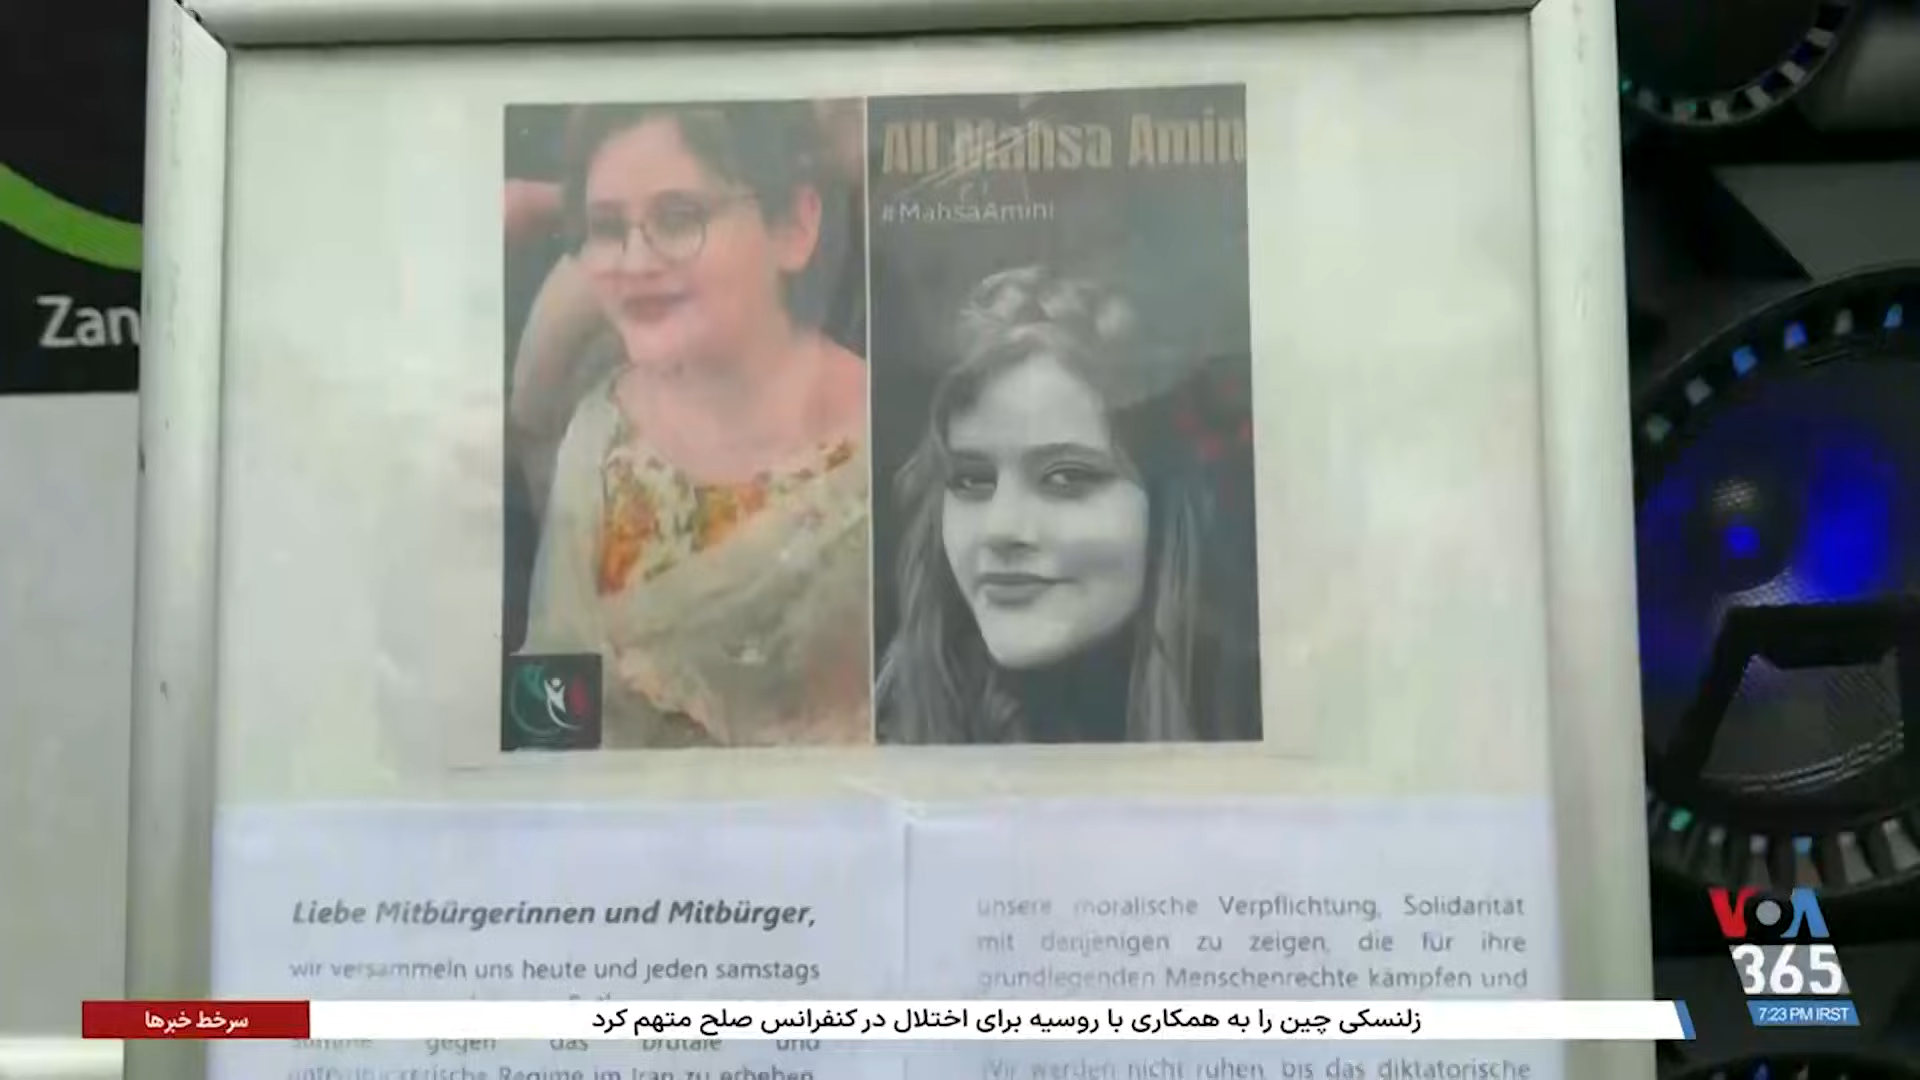 All Mahsa Amin
#MahsaAmini
Zan
Liebe Mitbürgerinnen und Mitbürger,
wir versammeln uns heute und jeden samstags
gegen das brutale und
Regime im Iran zu erheben
unsere moralische Verpflichtung, Solidarität
mit denjenigen zu zeigen, die für ihre
grundlegenden Menschenrechte kämpfen und
Wir werden nicht ruhen, bis das diktatorische
VOA
365
7:23 PM IRST
سرخط خبرها
زلنسکی چین را به همکاری با روسیه برای اختلال در کنفرانس صلح متهم کرد